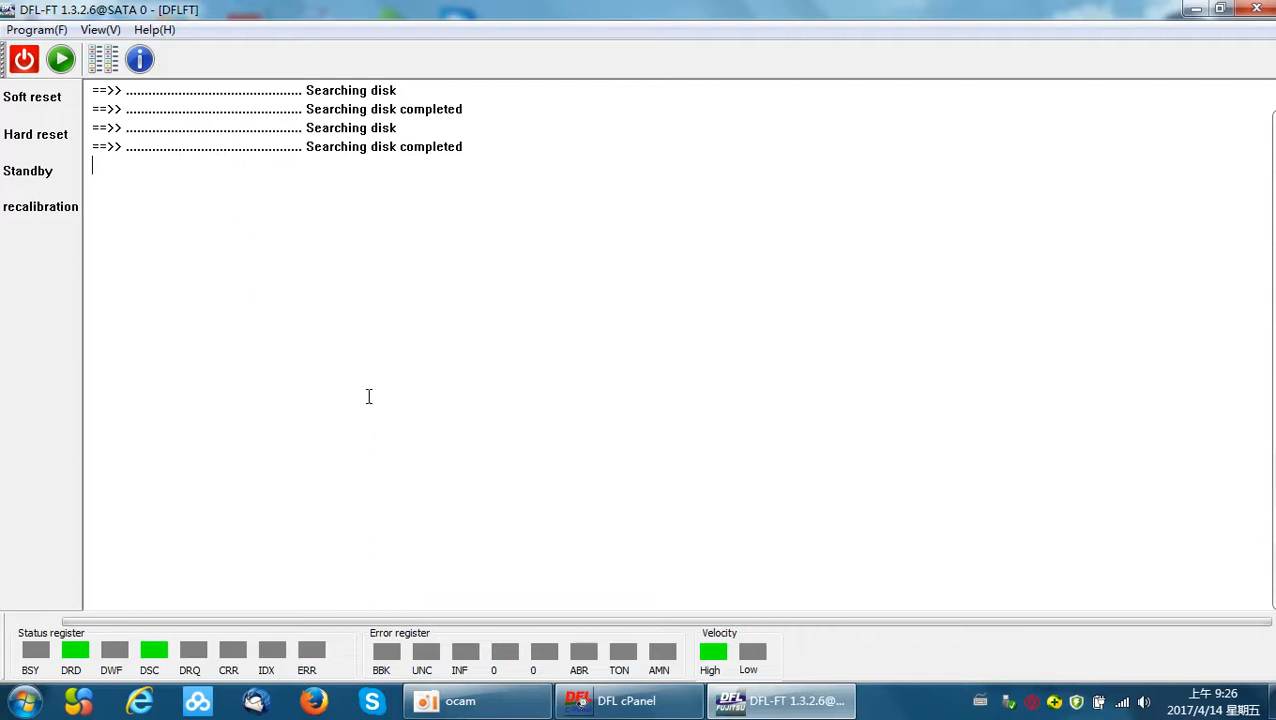 DFL-FT 1.3.2.6@SATA 0 - [DFLFT]
Program(F) View(V) Help(H)
Soft reset
Hard reset
Standby
recalibration
==>> ............................................... Searching disk
==>> ............................................... Searching disk completed
==>> ............................................... Searching disk
==>> ............................................... Searching disk completed
Status register
BSY DRD DWF DSC DRQ CRR IDX ERR
Error register
BBK UNC INF 0 0 ABR TON AMN
Velocity
High Low
ocam
DFL cPanel
DFL FUJITSU
DFL-FT 1.3.2.6@...
上午 9:26
2017/4/14 星期五